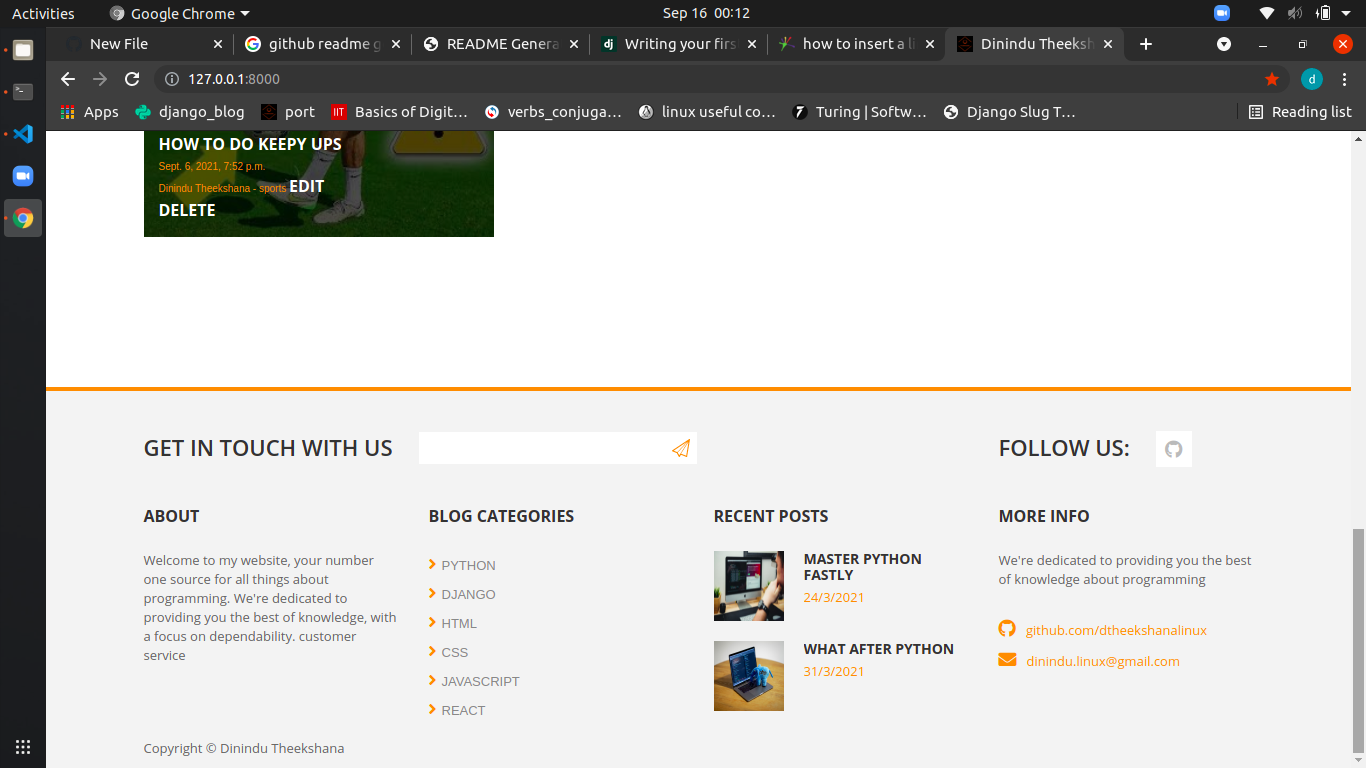 Activities Google Chrome Sep 16 00:12
New File github readme g README Genera Writing your firs how to insert a li Dinindu Theeksh
127.0.0.1:8000 d
Apps django_blog port IIT Basics of Digit… verbs_conjuga… linux useful co… Turing | Softw… Django Slug T… Reading list
HOW TO DO KEEPY UPS
Sept. 6, 2021, 7:52 p.m.
Dinindu Theekshana - sports EDIT
DELETE
GET IN TOUCH WITH US FOLLOW US:
ABOUT
Welcome to my website, your number
one source for all things about
programming. We're dedicated to
providing you the best of knowledge, with
a focus on dependability. customer
service
BLOG CATEGORIES
PYTHON
DJANGO
HTML
CSS
JAVASCRIPT
REACT
RECENT POSTS
MASTER PYTHON
FASTLY
24/3/2021
WHAT AFTER PYTHON
31/3/2021
MORE INFO
We're dedicated to providing you the best
of knowledge about programming
github.com/dtheekshanalinux
dinindu.linux@gmail.com
Copyright © Dinindu Theekshana